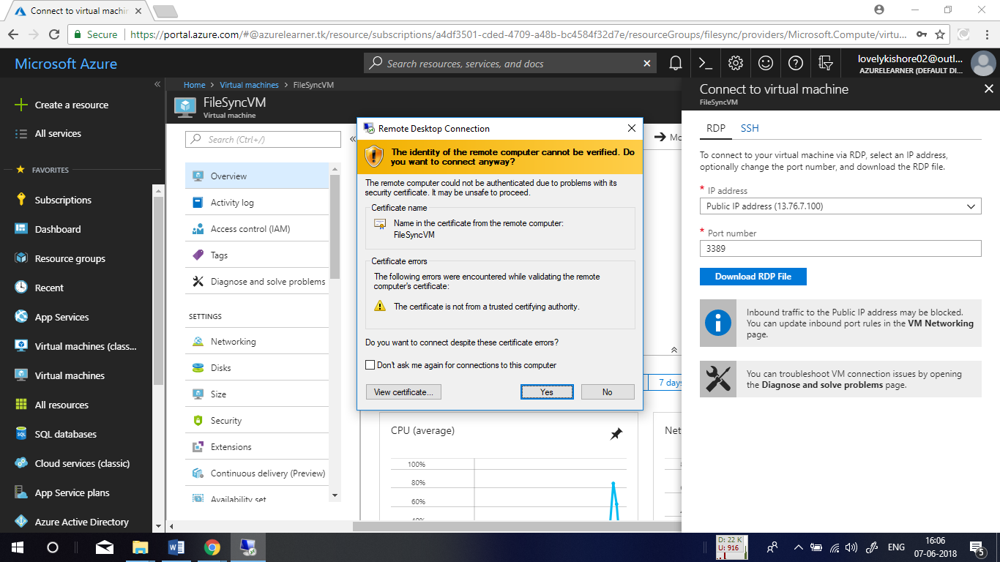 Connect to virtual machin
Secure
https://portal.azure.com/#@azurelearner.tk/resource/subscriptions/a4df3501-cded-4709-a48b-bc4584f32d7e/resourceGroups/filesync/providers/Microsoft.Compute/virtu...
Microsoft Azure
Search resources, services, and docs
lovelykishore02@outl...
AZURELEARNER (DEFAULT DI...
Create a resource
All services
FAVORITES
Subscriptions
Dashboard
Resource groups
Recent
App Services
Virtual machines (class...
Virtual machines
All resources
SQL databases
Cloud services (classic)
App Service plans
Azure Active Directory
Home > Virtual machines > FileSyncVM
FileSyncVM
Virtual machine
Search (Ctrl+/)
Overview
Activity log
Access control (IAM)
Tags
Diagnose and solve problems
SETTINGS
Networking
Disks
Size
Security
Extensions
Continuous delivery (Preview)
Availability set
Mo
7 days
CPU (average)
100%
80%
60%
40%
Net
Remote Desktop Connection
The identity of the remote computer cannot be verified. Do
you want to connect anyway?
The remote computer could not be authenticated due to problems with its
security certificate. It may be unsafe to proceed.
Certificate name
Name in the certificate from the remote computer:
FileSyncVM
Certificate errors
The following errors were encountered while validating the remote
computer's certificate:
The certificate is not from a trusted certifying authority.
Do you want to connect despite these certificate errors?
Don't ask me again for connections to this computer
View certificate...
Yes
No
Connect to virtual machine
FileSyncVM
RDP
SSH
To connect to your virtual machine via RDP, select an IP address,
optionally change the port number, and download the RDP file.
* IP address
Public IP address (13.76.7.100)
* Port number
3389
Download RDP File
Inbound traffic to the Public IP address may be blocked.
You can update inbound port rules in the VM Networking
page.
You can troubleshoot VM connection issues by opening
the Diagnose and solve problems page.
D: 22 K
U: 916
ENG
16:06
07-06-2018
5